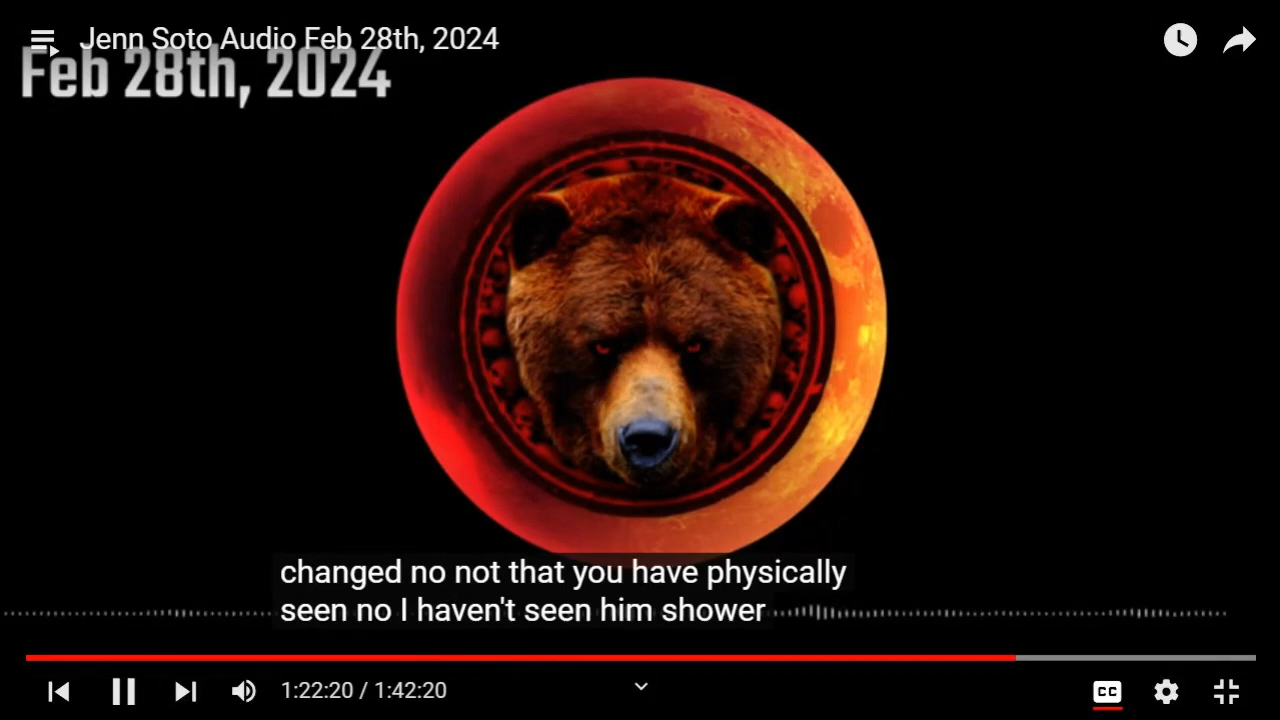 Jenn Soto Audio Feb 28th, 2024
Feb 28th, 2024
changed no not that you have physically
seen no I haven't seen him shower
1:22:20 / 1:42:20
CC